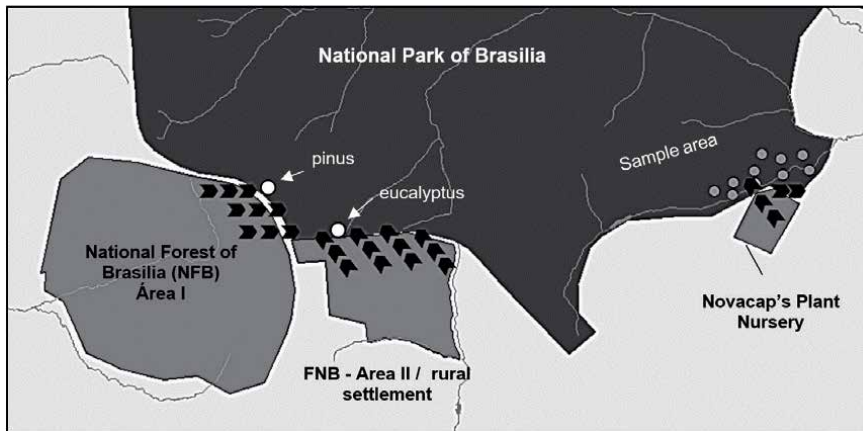 National Park of Brasilia
pinus
Sample area
eucalyptus
National Forest of
Brasilia (NFB)
Área I
Novacap's Plant
Nursery
FNB - Area II / rural
settlement